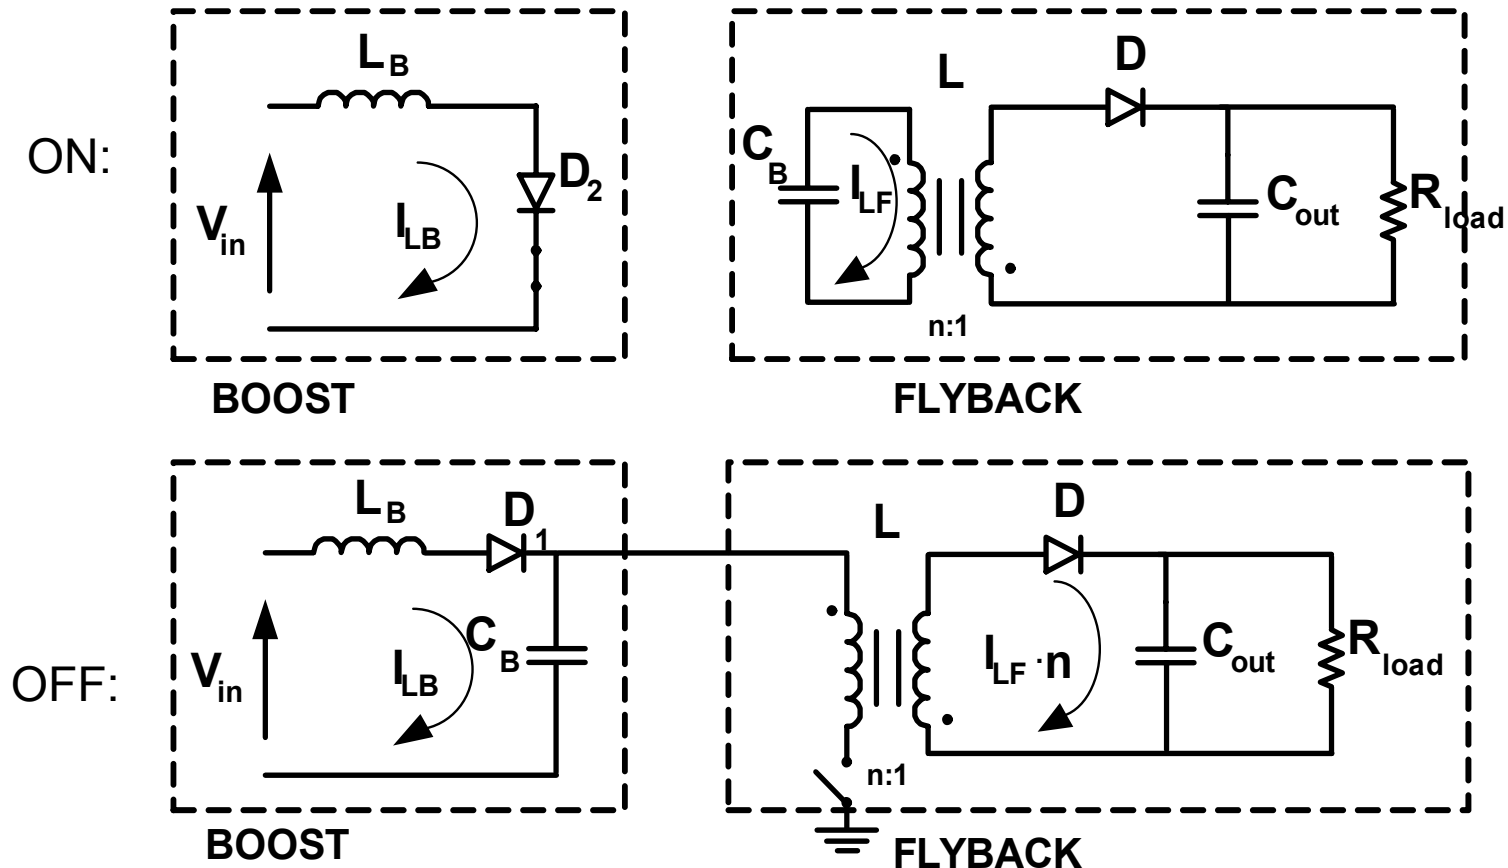 ON:
L_B
V_in
I_LB
D_2
BOOST
C_B
I_LF
L
n:1
D
C_out
R_load
FLYBACK
OFF:
L_B
D_1
V_in
I_LB
C_B
BOOST
L
n:1
D
I_LF ·n
C_out
R_load
FLYBACK